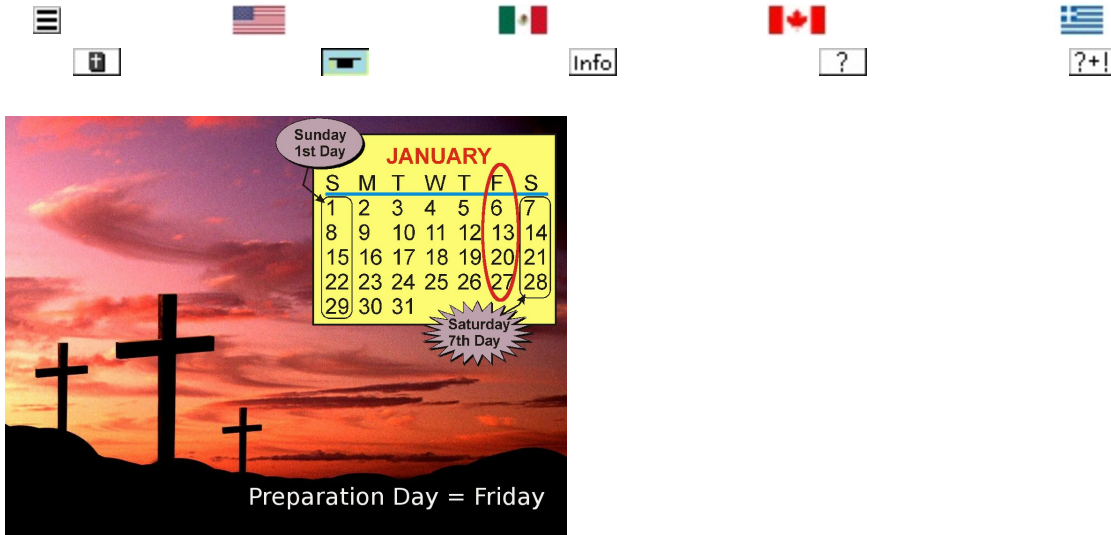 Info
?
?+!
Sunday
1st Day
JANUARY
S M T W T F S
1 2 3 4 5 6 7
8 9 10 11 12 13 14
15 16 17 18 19 20 21
22 23 24 25 26 27 28
29 30 31
Saturday
7th Day
Preparation Day = Friday